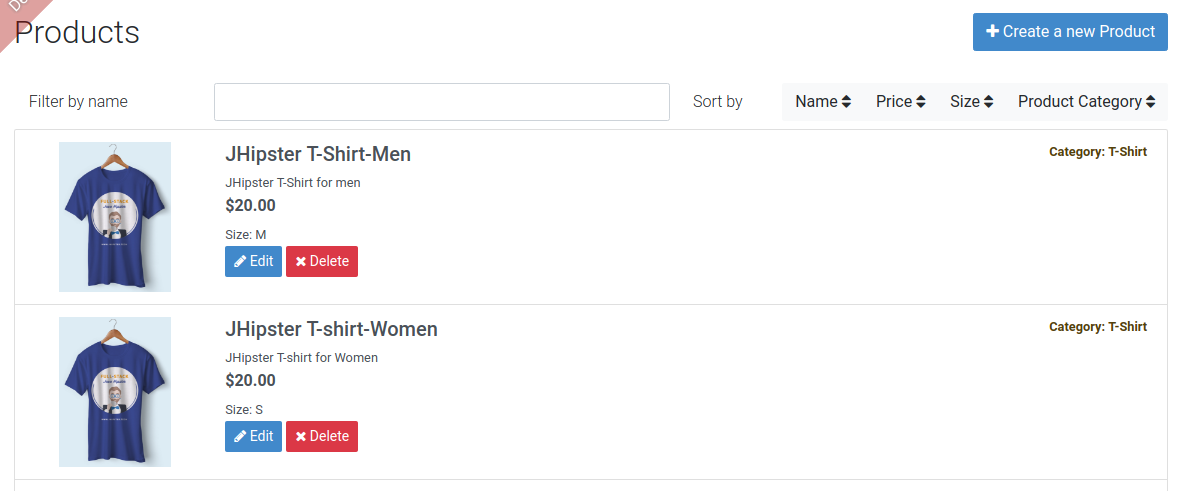 Products
Create a new Product
Filter by name
Sort by
Name
Price
Size
Product Category
JHipster T-Shirt-Men
Category: T-Shirt
JHipster T-Shirt for men
$20.00
Size: M
Edit
Delete
JHipster T-shirt-Women
Category: T-Shirt
JHipster T-shirt for Women
$20.00
Size: S
Edit
Delete